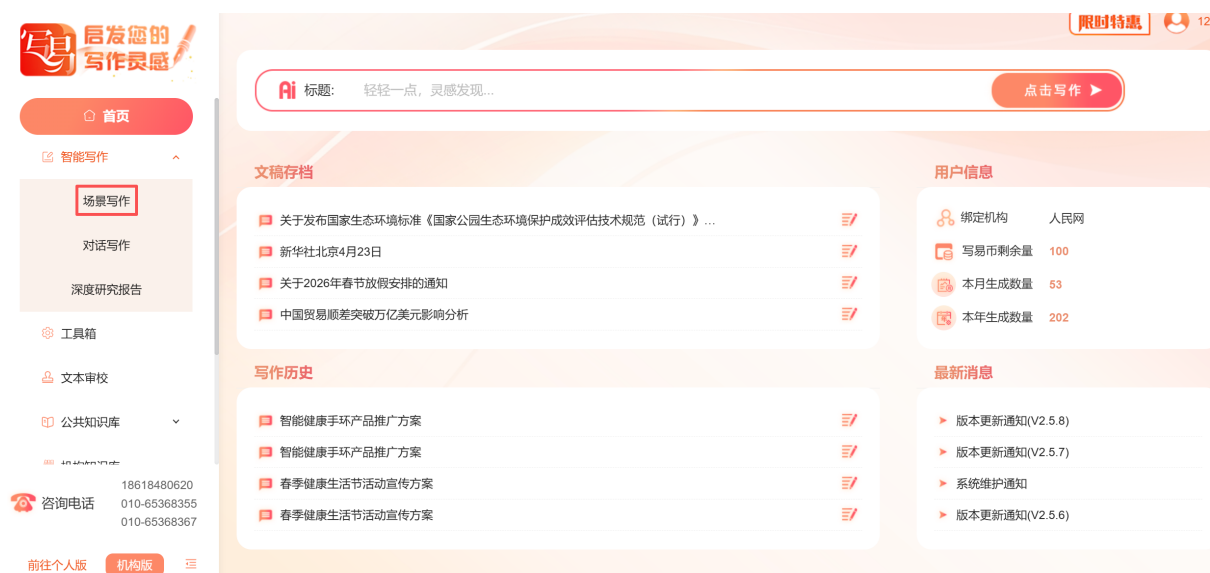 写易
启发您的
写作灵感
限时特惠
12
Ai 标题: 轻轻一点，灵感发现...
点击写作
首页
智能写作
场景写作
对话写作
深度研究报告
工具箱
文本审校
公共知识库
机构知识库
咨询电话
18618480620
010-65368355
010-65368367
前往个人版 机构版
文稿存档
关于发布国家生态环境标准《国家公园生态环境保护成效评估技术规范（试行）》...
新华社北京4月23日
关于2026年春节放假安排的通知
中国贸易顺差突破万亿美元影响分析
用户信息
绑定机构 人民网
写易币剩余量 100
本月生成数量 53
本年生成数量 202
写作历史
智能健康手环产品推广方案
智能健康手环产品推广方案
春季健康生活节活动宣传方案
春季健康生活节活动宣传方案
最新消息
版本更新通知(V2.5.8)
版本更新通知(V2.5.7)
系统维护通知
版本更新通知(V2.5.6)